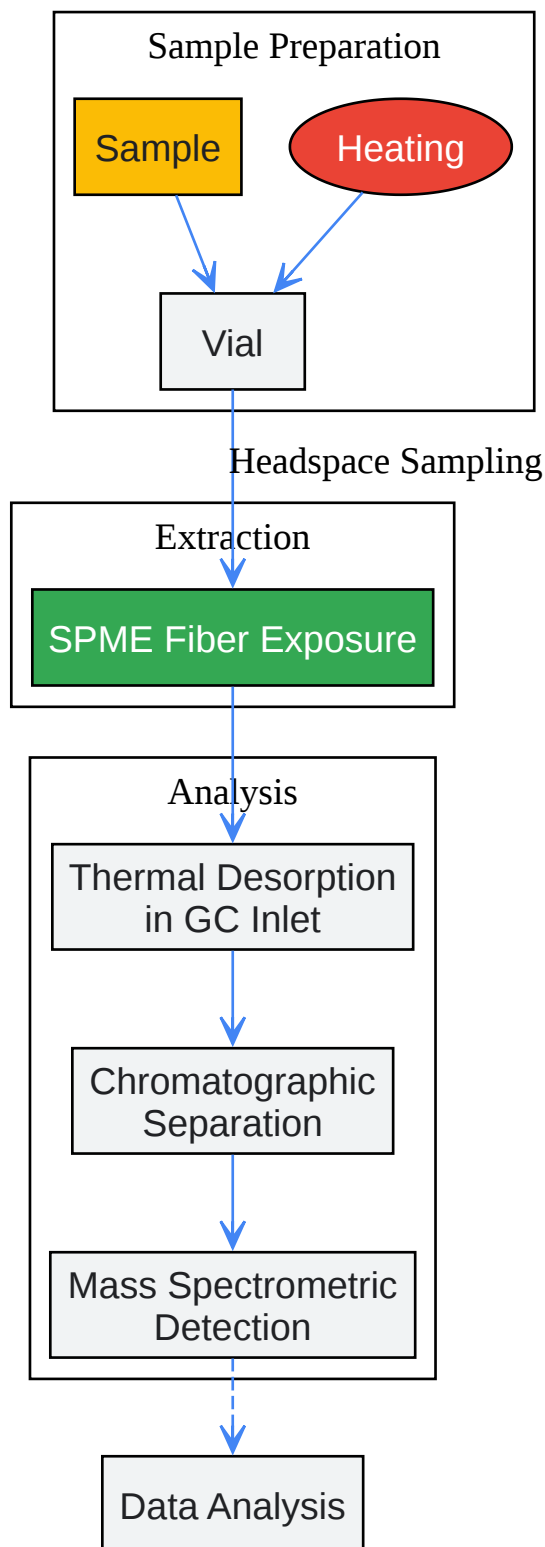 Sample Preparation
Sample
Heating
Vial
Headspace Sampling
Extraction
SPME Fiber Exposure
Analysis
Thermal Desorption
in GC Inlet
Chromatographic
Separation
Mass Spectrometric
Detection
Data Analysis